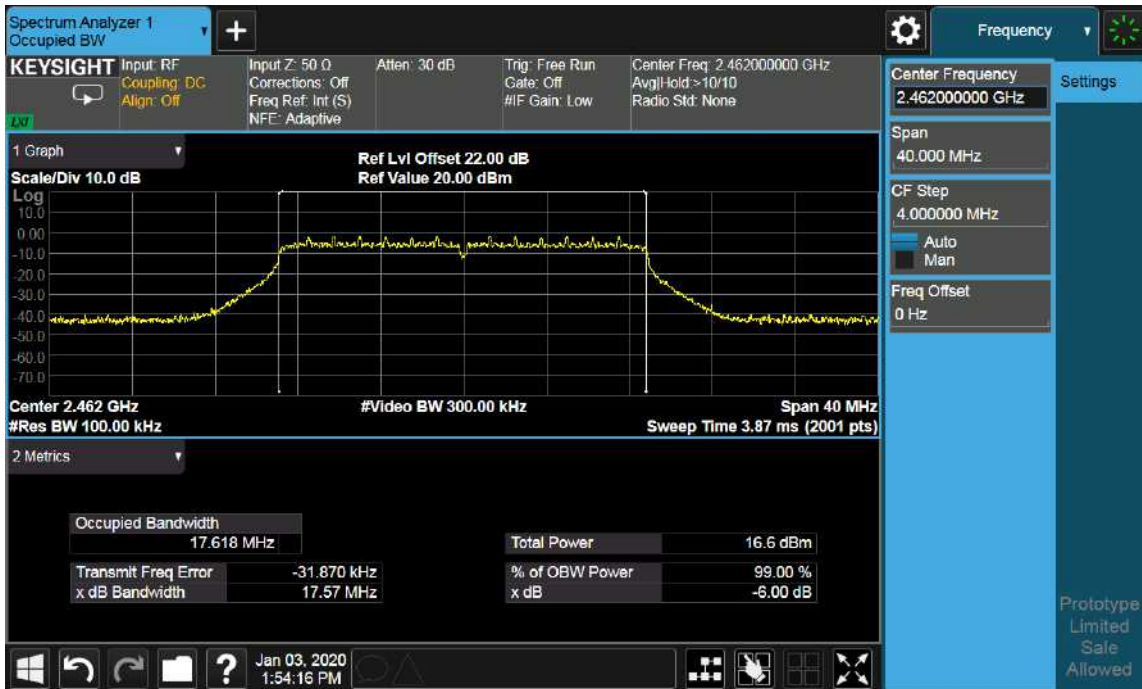 Spectrum Analyzer 1
Occupied BW
+
Frequency
KEYSIGHT
Input: RF
Coupling: DC
Align: Off
Input Z: 50 Ω
Corrections: Off
Freq Ref: Int (S)
NFE: Adaptive
Atten: 30 dB
Trig: Free Run
Gate: Off
#IF Gain: Low
Center Freq: 2.462000000 GHz
Avg|Hold:>10/10
Radio Std: None
LXI
1 Graph
Scale/Div 10.0 dB
Ref Lvl Offset 22.00 dB
Ref Value 20.00 dBm
Log
10.0
0.00
-10.0
-20.0
-30.0
-40.0
-50.0
-60.0
-70.0
Center 2.462 GHz
#Video BW 300.00 kHz
Span 40 MHz
#Res BW 100.00 kHz
Sweep Time 3.87 ms (2001 pts)
2 Metrics
Occupied Bandwidth
17.618 MHz
Total Power 16.6 dBm
Transmit Freq Error -31.870 kHz
% of OBW Power 99.00 %
x dB Bandwidth 17.57 MHz
x dB -6.00 dB
Center Frequency
2.462000000 GHz
Settings
Span
40.000 MHz
CF Step
4.000000 MHz
Auto
Man
Freq Offset
0 Hz
Prototype
Limited
Sale
Allowed
?
Jan 03, 2020
1:54:16 PM